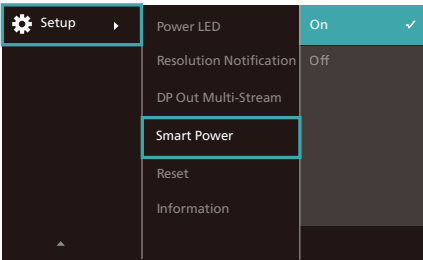 Setup
Power LED
Resolution Notification
DP Out Multi-Stream
Smart Power
Reset
Information
On
Off